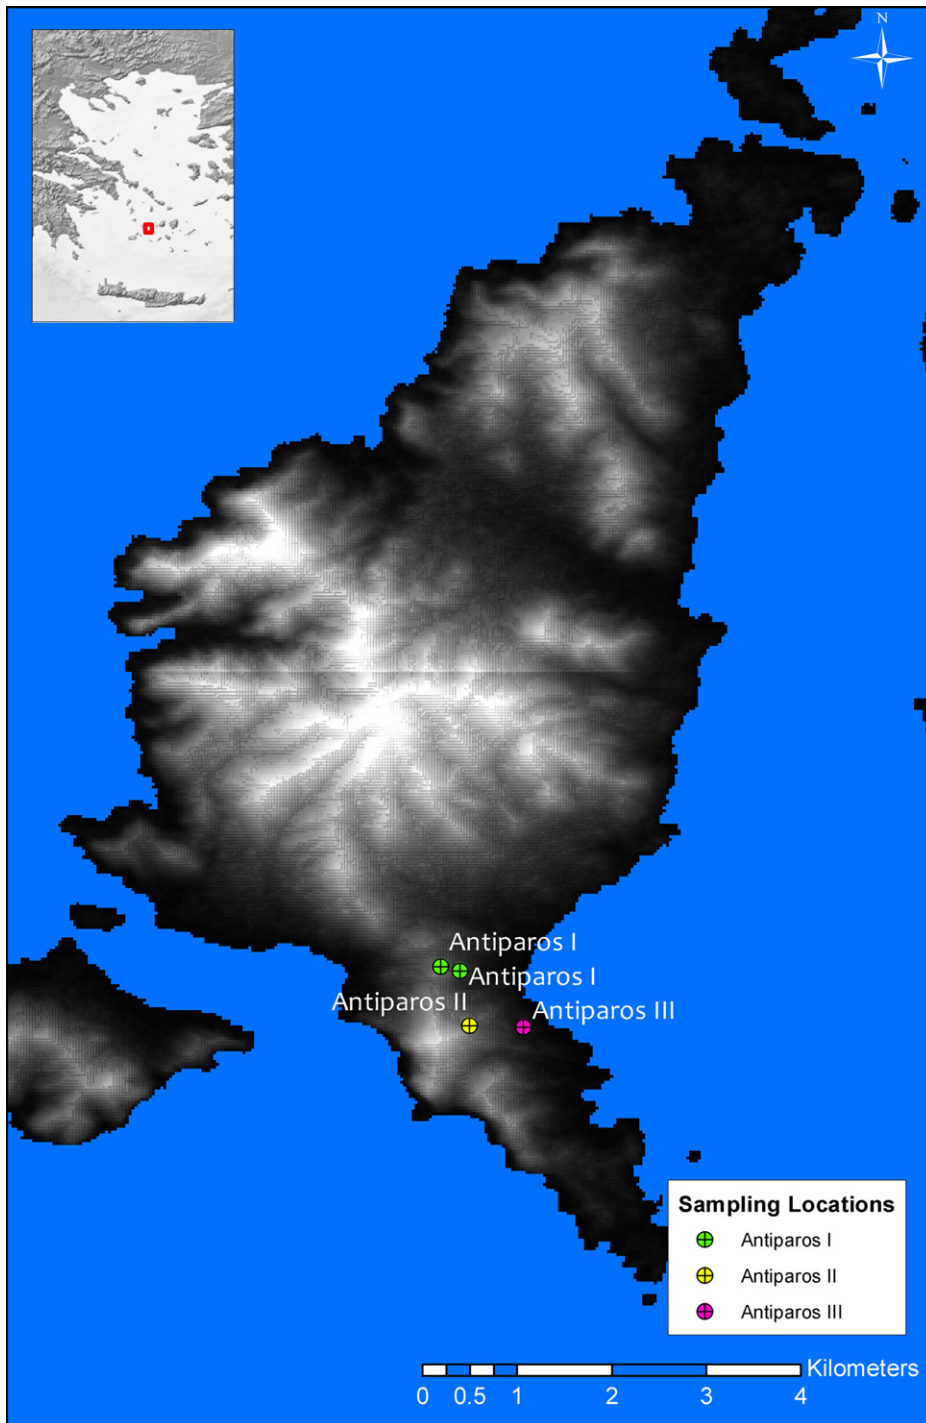 N
Antiparos I
Antiparos I
Antiparos II
Antiparos III
Sampling Locations
Antiparos I
Antiparos II
Antiparos III
Kilometers
0 0.5 1 2 3 4